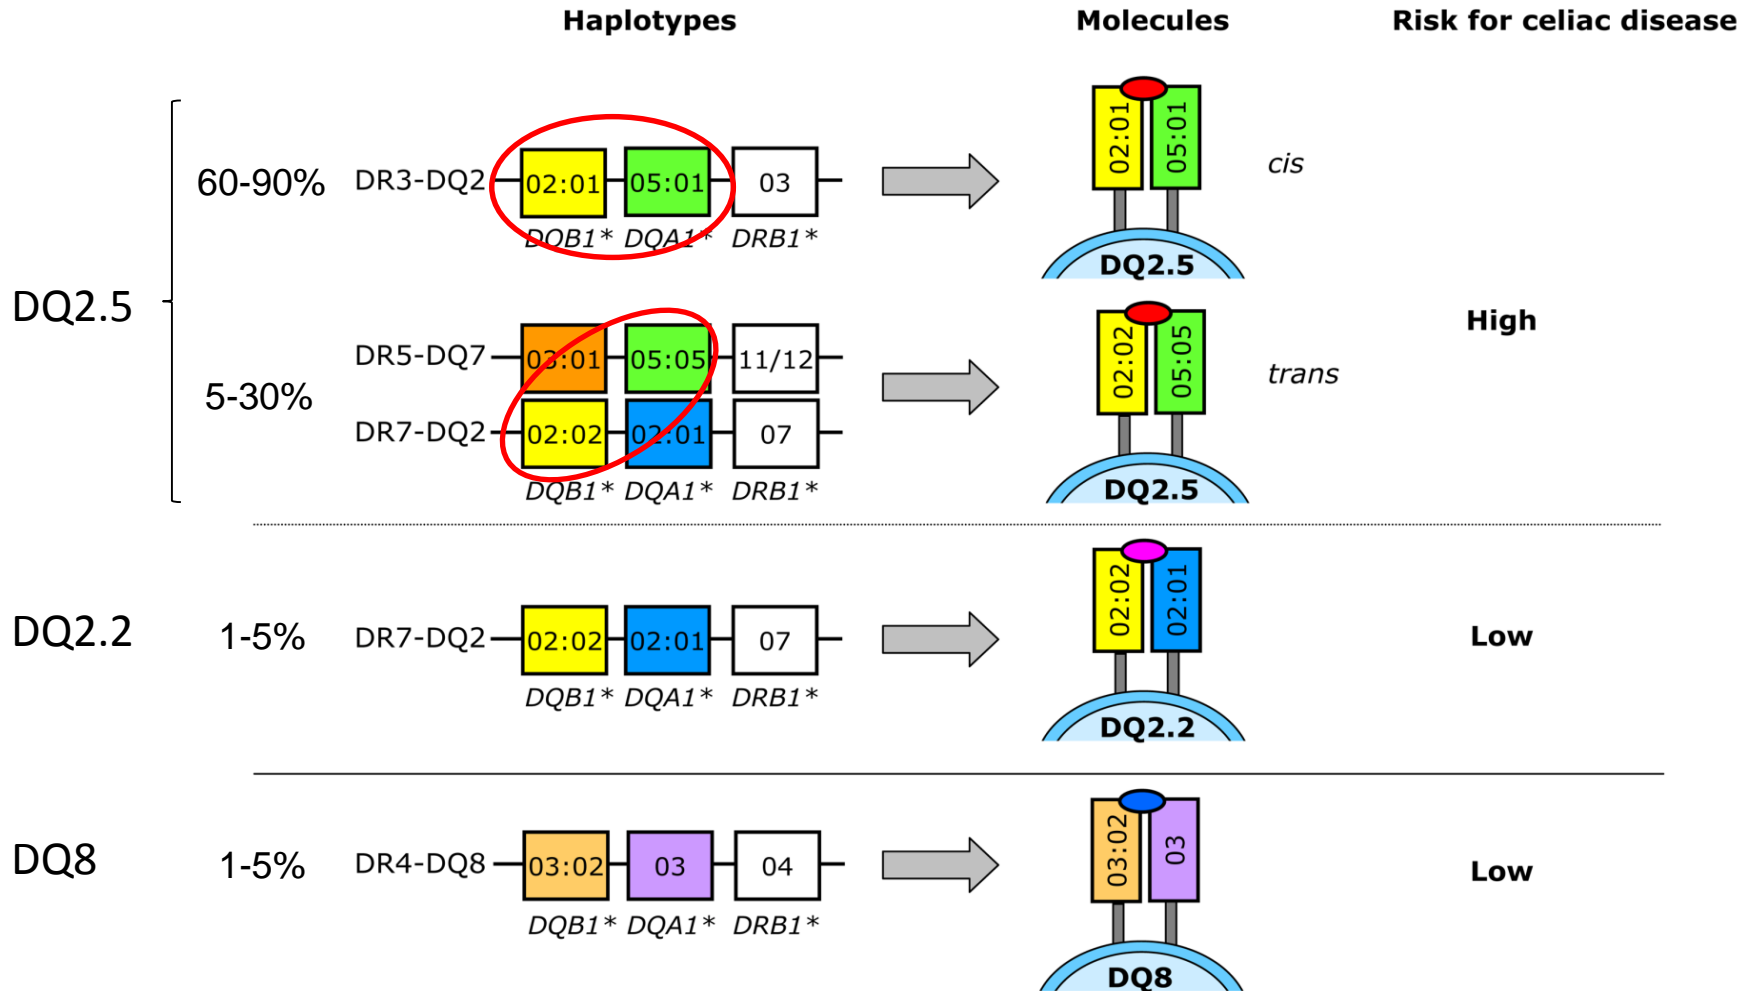 Haplotypes Molecules Risk for celiac disease
DQ2.5
60-90% DR3-DQ2 02:01 05:01 03
DQB1* DQA1* DRB1*
02:01 05:01
cis
DQ2.5
High
5-30%
DR5-DQ7 03:01 05:05 11/12
DR7-DQ2 02:02 02:01 07
DQB1* DQA1* DRB1*
02:02 05:05
trans
DQ2.5
DQ2.2 1-5% DR7-DQ2 02:02 02:01 07
DQB1* DQA1* DRB1*
02:02 02:01
DQ2.2
Low
DQ8 1-5% DR4-DQ8 03:02 03 04
DQB1* DQA1* DRB1*
03:02 03
DQ8
Low